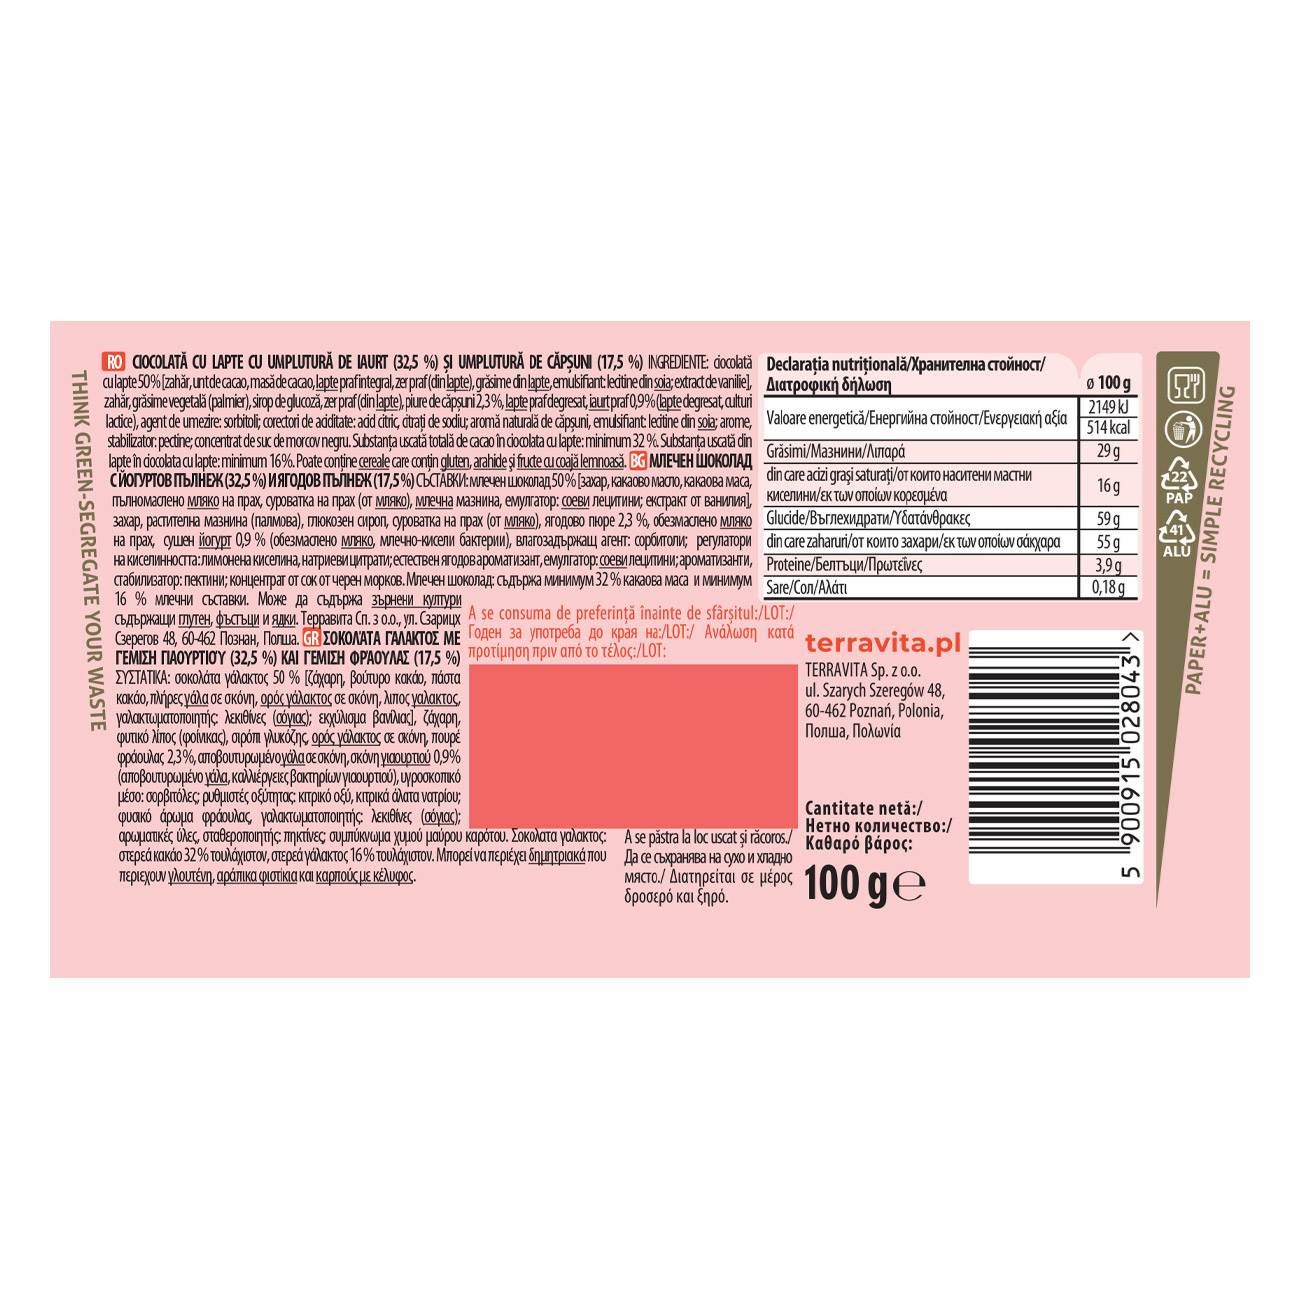 THINK GREEN-SEGREGATE YOUR WASTE
RO CIOCOLATĂ CU LAPTE CU UMPLUTURĂ DE IAURT (32,5 %) ȘI UMPLUTURĂ DE CĂPȘUNI (17,5 %) INGREDIENTE: ciocolată
cu lapte 50% [zahăr, unt de cacao, masă de cacao, lapte praf integral, zer praf (din lapte), grăsime din lapte, emulsifiant: lecitine din soia; extract de vanilie],
zahăr, grăsime vegetală (palmier), sirop de glucoză, zer praf (din lapte), piure de căpșuni 2,3%, lapte praf degresat, iaurt praf 0,9% (lapte degresat, culturi
lactice), agent de umezire: sorbitoli; corectori de aciditate: acid citric, citrați de sodiu; aromă naturală de căpșuni, emulsifiant: lecitine din soia; arome,
stabilizator: pectine; concentrat de suc de morcov negru. Substanța uscată totală de cacao în ciocolata cu lapte: minimum 32 %. Substanța uscată din
lapte în ciocolata cu lapte: minimum 16%. Poate conține cereale care conțin gluten, arahide și fructe cu coajă lemnoasă. BG МЛЕЧЕН ШОКОЛАД
С ЙОГУРТОВ ПЪЛНЕЖ (32,5 %) И ЯГОДОВ ПЪЛНЕЖ (17,5 %) СЪСТАВКИ: млечен шоколад 50% [захар, какаово масло, какаова маса,
пълномаслено мляко на прах, суроватка на прах (от мляко), млечна мазнина, емулгатор: соеви лецитини; екстракт от ванилия],
захар, растителна мазнина (палмова), глюкозен сироп, суроватка на прах (от мляко), ягодово пюре 2,3 %, обезмаслено мляко
на прах, сушен йогурт 0,9 % (обезмаслено мляко, млечно-кисели бактерии), влагозадържащ агент: сорбитоли; регулатори
на киселинността: лимонена киселина, натриеви цитрати; естествен ягодов ароматизант, емулгатор: соеви лецитини; ароматизанти,
стабилизатор: пектини; концентрат от сок от черен морков. Млечен шоколад: съдържа минимум 32 % какаова маса и минимум
16 % млечни съставки. Може да съдържа зърнени култури
съдържащи глутен, фъстъци и ядки. Терравита Сп. з о.о., ул. Сзарицх
Сзерегов 48, 60-462 Познан, Полша. GR ΣΟΚΟΛΆΤΑ ΓΆΛΑΚΤΟΣ ΜΕ
ΓΈΜΙΣΗ ΓΙΑΟΥΡΤΙΟΎ (32,5 %) ΚΑΙ ΓΈΜΙΣΗ ΦΡΆΟΥΛΑΣ (17,5 %)
ΣΥΣΤΑΤΙΚΑ: σοκολάτα γάλακτος 50 % [ζάχαρη, βούτυρο κακάο, πάστα
κακάο, πλήρες γάλα σε σκόνη, ορός γάλακτος σε σκόνη, λιπος γαλακτος,
γαλακτωματοποιητής: λεκιθίνες (σόγιας); εκχύλισμα βανίλιας], ζάχαρη,
φυτικό λίπος (φοίνικας), σιρόπι γλυκόζης, ορός γάλακτος σε σκόνη, πουρέ
φράουλας 2,3%, αποβουτυρωμένο γάλα σε σκόνη, σκόνη γιαουρτιού 0,9%
(αποβουτυρωμένο γάλα, καλλιέργειες βακτηρίων γιαουρτιού), υγροσκοπικό
μέσο: σορβιτόλες; ρυθμιστές οξύτητας: κιτρικό οξύ, κιτρικά άλατα νατρίου;
φυσικό άρωμα φράουλας, γαλακτωματοποιητής: λεκιθίνες (σόγιας);
αρωματικές ύλες, σταθεροποιητής: πηκτίνες; συμπύκνωμα χυμού μαύρου καρότου. Σοκολατα γαλακτος:
στερεά κακάο 32% τουλάχιστον, στερεά γάλακτος 16% τουλάχιστον. Μπορεί να περιέχει δημητριακά που
περιεχουν γλουτένη, αράπικα φιστίκια και καρπούς με κέλυφος.
A se consuma de preferință înainte de sfârșitul:/LOT:/
Годен за употреба до края на:/LOT:/ Ανάλωση κατά
προτίμηση πριν από το τέλος:/LOT:
A se păstra la loc uscat și răcoros./
Да се съхранява на сухо и хладно
място./ Διατηρείται σε μέρος
δροσερό και ξηρό.
Declarația nutrițională/Хранителна стойност/
Διατροφική δήλωση ø 100 g
Valoare energetică/Енергийна стойност/Ενεργειακή αξία 2149 kJ
514 kcal
Grăsimi/Мазнини/Λιπαρά 29 g
din care acizi grași saturați/от които наситени мастни
киселини/εκ των οποίων κορεσμένα 16 g
Glucide/Въглехидрати/Υδατάνθρακες 59 g
din care zaharuri/от които захари/εκ των οποίων σάκχαρα 55 g
Proteine/Белтъци/Πρωτεΐνες 3,9 g
Sare/Сол/Αλάτι 0,18 g
terravita.pl
TERRAVITA Sp. z o.o.
ul. Szarych Szeregów 48,
60-462 Poznań, Polonia,
Полша, Πολωνία
Cantitate netă:/
Нетно количество:/
Καθαρό βάρος:
100 g ℮
5 900915 028043 >
22
PAP
41
ALU
PAPER+ALU = SIMPLE RECYCLING